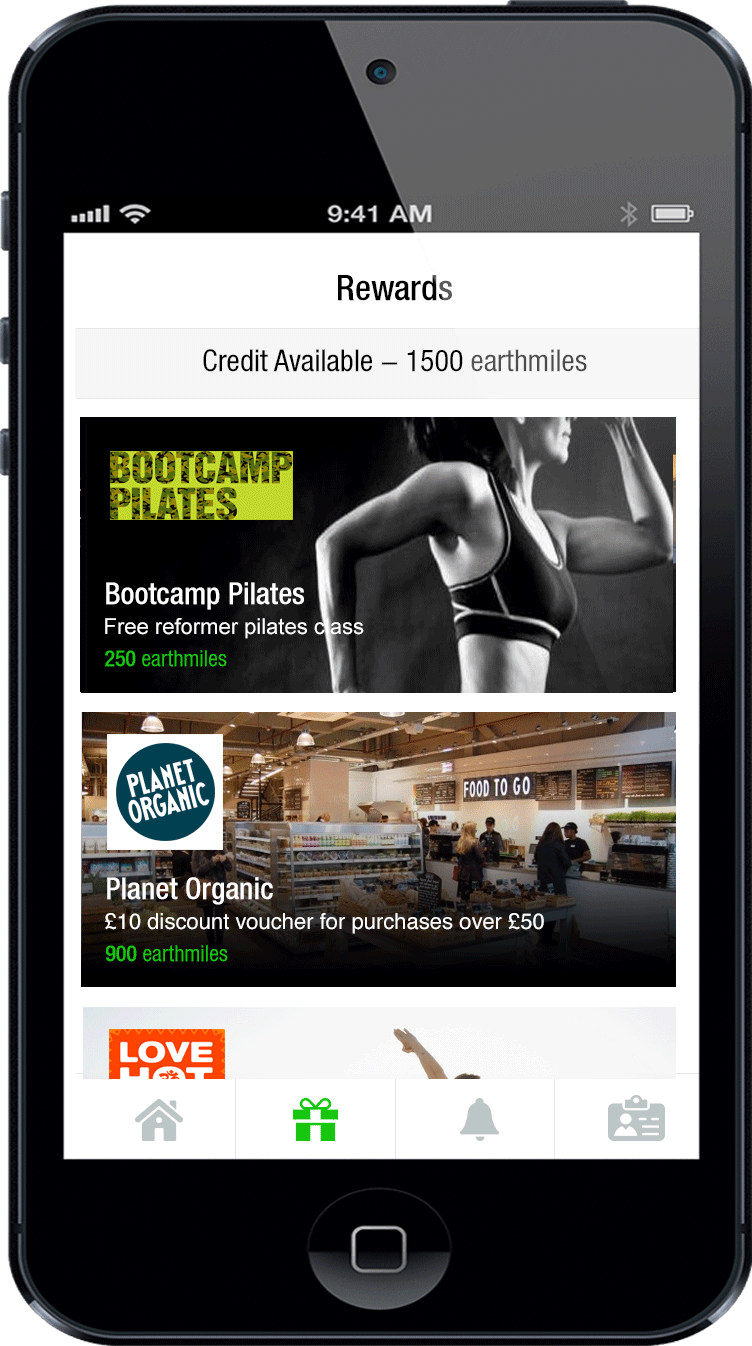 9:41 AM
Rewards
Credit Available – 1500 earthmiles
BOOTCAMP
PILATES
Bootcamp Pilates
Free reformer pilates class
250 earthmiles
PLANET
ORGANIC
FOOD TO GO
Planet Organic
£10 discount voucher for purchases over £50
900 earthmiles
LOVE
HOT